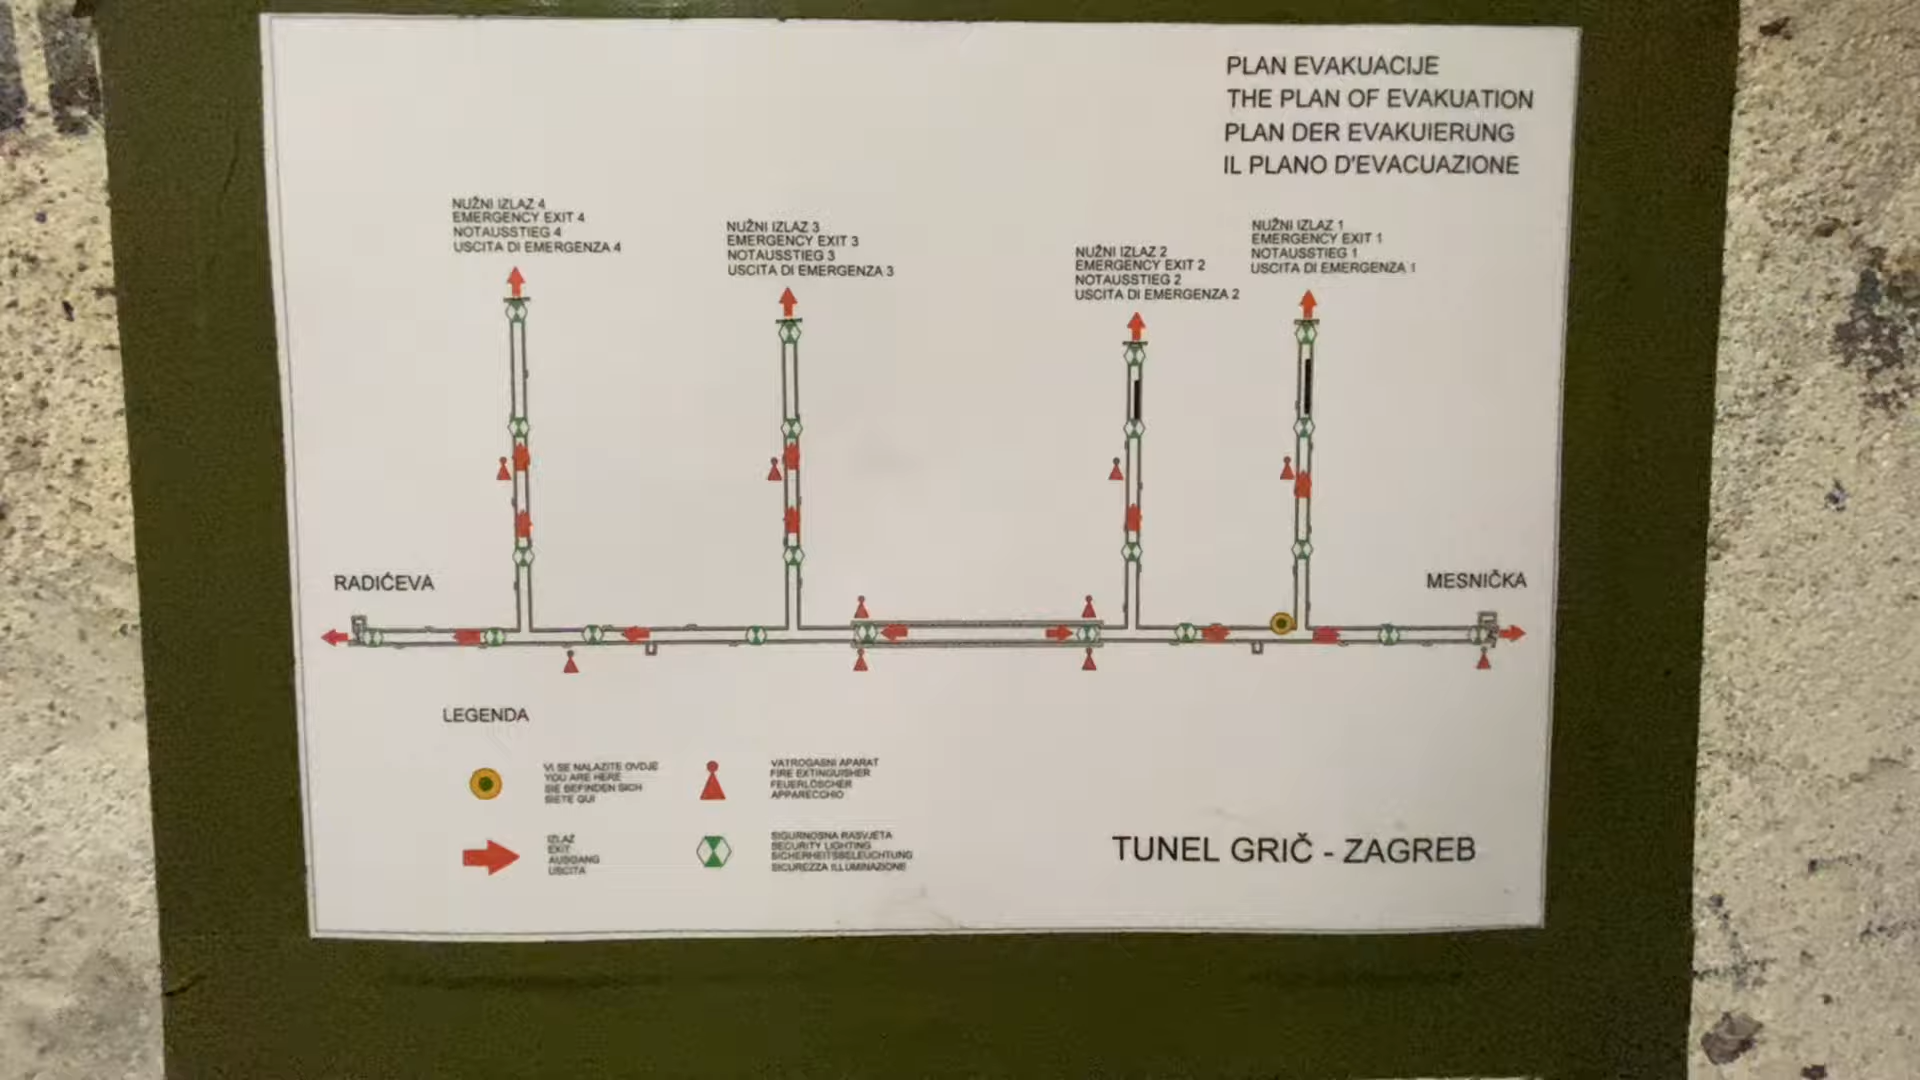 PLAN EVAKUACIJE
THE PLAN OF EVAKUATION
PLAN DER EVAKUIERUNG
IL PLANO D'EVACUAZIONE
NUŽNI IZLAZ 4
EMERGENCY EXIT 4
NOTAUSSTIEG 4
USCITA DI EMERGENZA 4
NUŽNI IZLAZ 3
EMERGENCY EXIT 3
NOTAUSSTIEG 3
USCITA DI EMERGENZA 3
NUŽNI IZLAZ 2
EMERGENCY EXIT 2
NOTAUSSTIEG 2
USCITA DI EMERGENZA 2
NUŽNI IZLAZ 1
EMERGENCY EXIT 1
NOTAUSSTIEG 1
USCITA DI EMERGENZA 1
RADIĆEVA
MESNIČKA
LEGENDA
VI SE NALAZITE OVDJE
YOU ARE HERE
SIE BEFINDEN SICH
SIETE QUI
VATROGASNI APARAT
FIRE EXTINGUISHER
FEUERLÖSCHER
APPARECCHIO
IZLAZ
EXIT
AUSGANG
USCITA
SIGURNOSNA RASVJETA
SECURITY LIGHTING
SICHERHEITSBELEUCHTUNG
SICUREZZA ILLUMINAZIONE
TUNEL GRIČ - ZAGREB